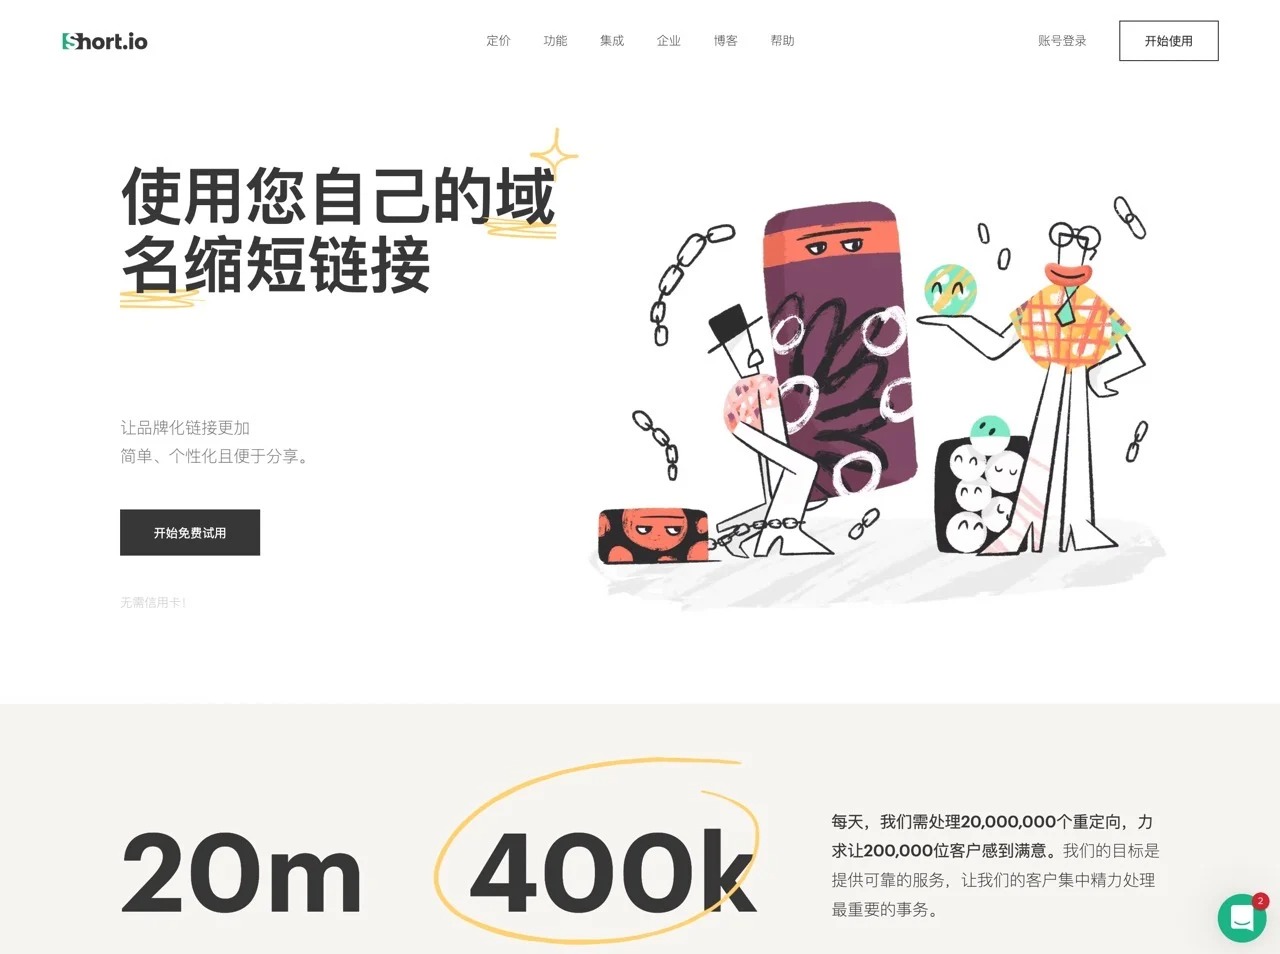 Short.io
定价 功能 集成 企业 博客 帮助
账号登录
开始使用
使用您自己的域
名缩短链接
让品牌化链接更加
简单、个性化且便于分享。
开始免费试用
无需信用卡!
20m
400k
每天，我们需处理20,000,000个重定向，力
求让200,000位客户感到满意。我们的目标是
提供可靠的服务，让我们的客户集中精力处理
最重要的事务。
2